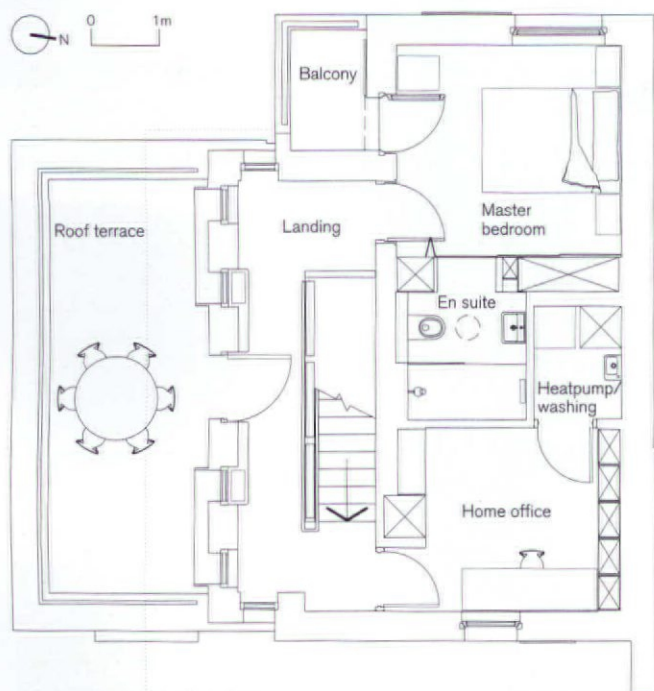 0
1m
N
Balcony
Roof terrace
Landing
Master
bedroom
En suite
Heatpump/
washing
Home office